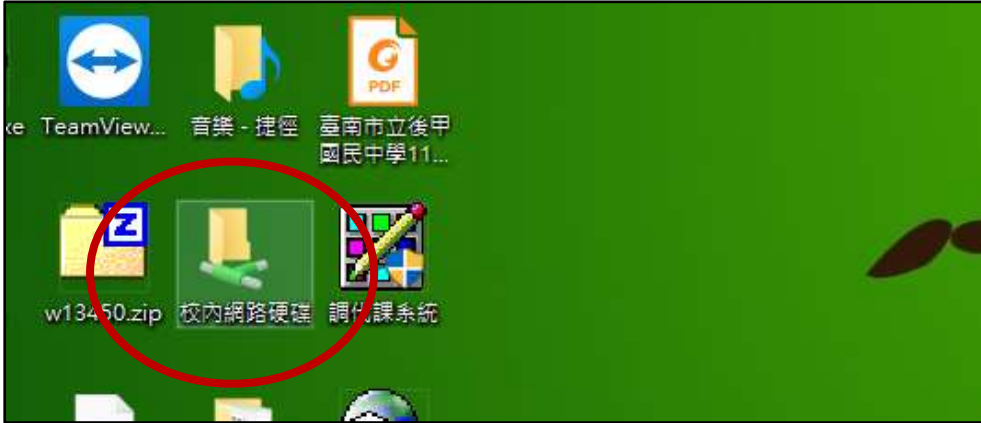 xe
TeamView...
音樂 - 捷徑
臺南市立後甲
國民中學11...
PDF
Z
w13450.zip
校內網路硬碟
調代課系統